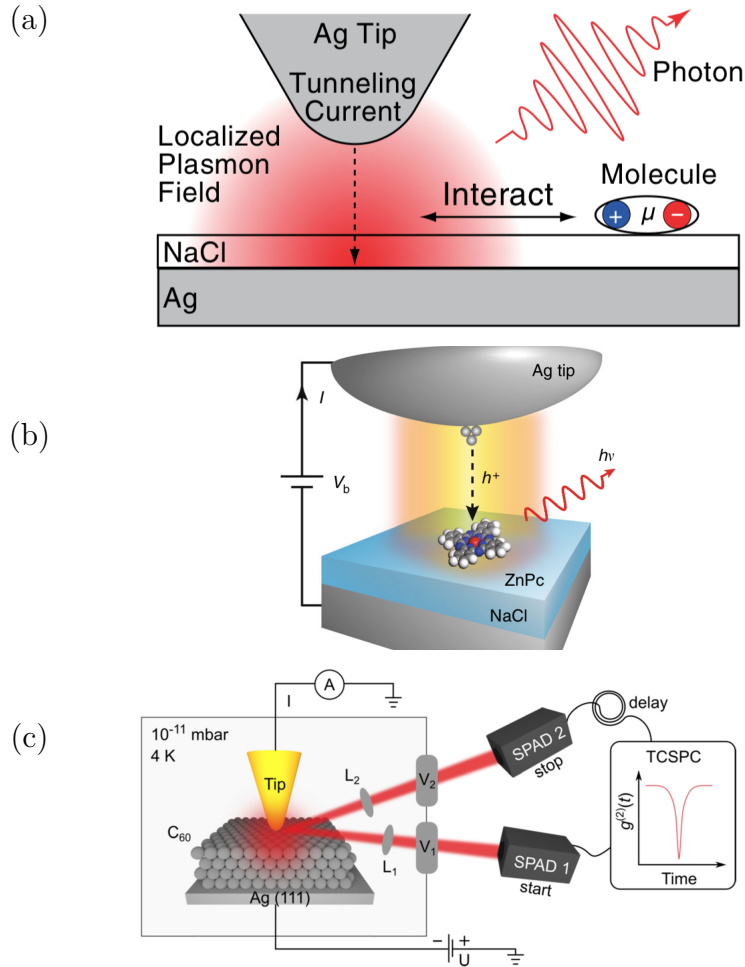 (a)
Ag Tip
Tunneling
Current
Photon
Localized
Plasmon
Field
Interact
Molecule
+ μ −
NaCl
Ag
(b)
Ag tip
I
V_b
h⁺
hν
ZnPc
NaCl
(c)
I
A
10⁻¹¹ mbar
4 K
Tip
L₂
V₂
SPAD 2
stop
delay
TCSPC
g⁽²⁾(t)
Time
C₆₀
L₁
V₁
SPAD 1
start
Ag (111)
− +
U